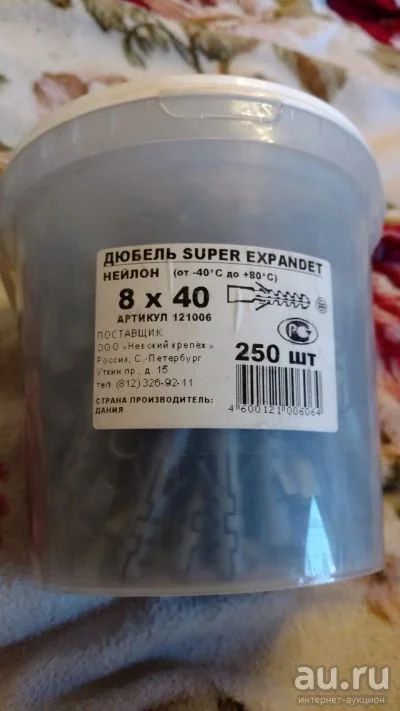 ДЮБЕЛЬ SUPER EXPANDET
НЕЙЛОН (от -40°C до +80°C)
8 x 40
АРТИКУЛ 121006
ПОСТАВЩИК:
ООО «Невский крепёж»
Россия, С.-Петербург
Уткин пр., д. 15
тел. (812) 326-92-11
250 шт
СТРАНА ПРОИЗВОДИТЕЛЬ:
ДАНИЯ
4 600121 006064
au.ru
интернет-аукцион